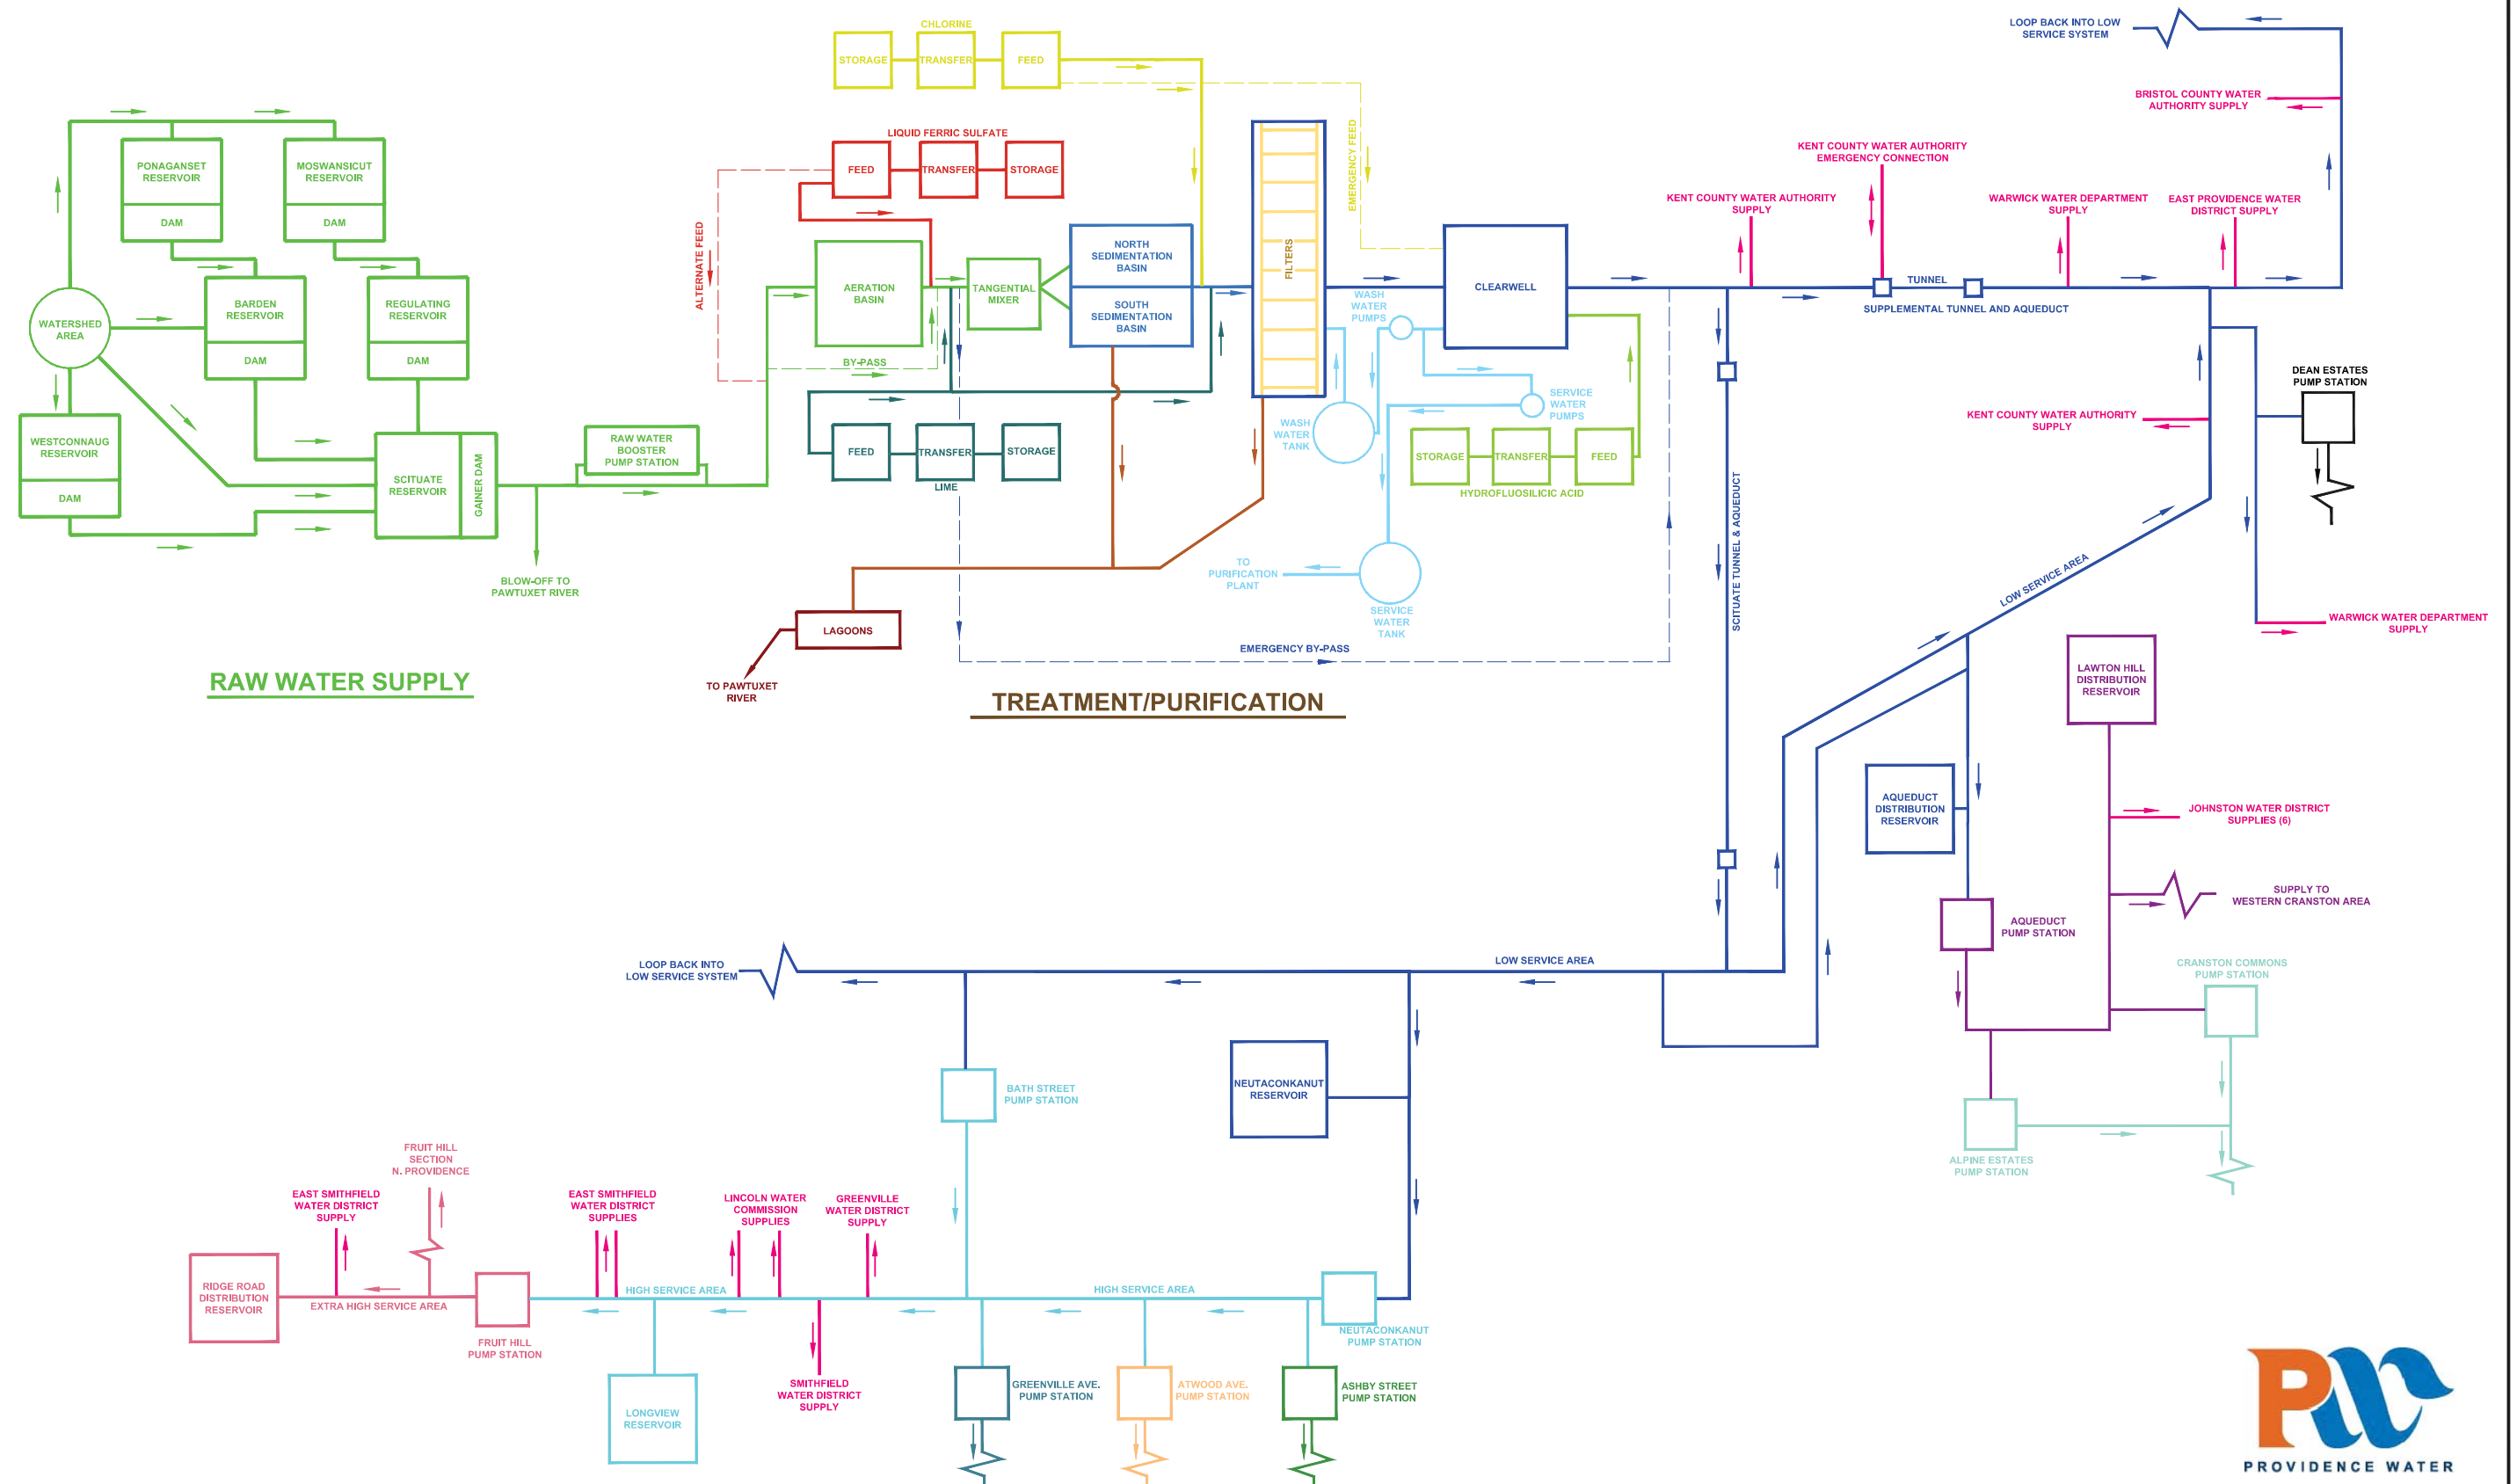 CHLORINE
STORAGE
TRANSFER
FEED
LOOP BACK INTO LOW
SERVICE SYSTEM
BRISTOL COUNTY WATER
AUTHORITY SUPPLY
LIQUID FERRIC SULFATE
FEED
TRANSFER
STORAGE
EMERGENCY FEED
KENT COUNTY WATER AUTHORITY
EMERGENCY CONNECTION
KENT COUNTY WATER AUTHORITY
SUPPLY
WARWICK WATER DEPARTMENT
SUPPLY
EAST PROVIDENCE WATER
DISTRICT SUPPLY
PONAGANSET
RESERVOIR
DAM
MOSWANSICUT
RESERVOIR
DAM
WATERSHED
AREA
BARDEN
RESERVOIR
DAM
REGULATING
RESERVOIR
DAM
WESTCONNAUG
RESERVOIR
DAM
SCITUATE
RESERVOIR
GAINER DAM
RAW WATER
BOOSTER
PUMP STATION
BLOW-OFF TO
PAWTUXET RIVER
RAW WATER SUPPLY
ALTERNATE FEED
AERATION
BASIN
BY-PASS
TANGENTIAL
MIXER
NORTH
SEDIMENTATION
BASIN
SOUTH
SEDIMENTATION
BASIN
FILTERS
WASH
WATER
PUMPS
CLEARWELL
WASH
WATER
TANK
SERVICE
WATER
PUMPS
FEED
TRANSFER
STORAGE
LIME
STORAGE
TRANSFER
FEED
HYDROFLUOSILICIC ACID
TO
PURIFICATION
PLANT
SERVICE
WATER
TANK
LAGOONS
TO PAWTUXET
RIVER
EMERGENCY BY-PASS
TREATMENT/PURIFICATION
TUNNEL
SUPPLEMENTAL TUNNEL AND AQUEDUCT
SCITUATE TUNNEL & AQUEDUCT
DEAN ESTATES
PUMP STATION
KENT COUNTY WATER AUTHORITY
SUPPLY
LOW SERVICE AREA
WARWICK WATER DEPARTMENT
SUPPLY
LAWTON HILL
DISTRIBUTION
RESERVOIR
AQUEDUCT
DISTRIBUTION
RESERVOIR
JOHNSTON WATER DISTRICT
SUPPLIES (6)
SUPPLY TO
WESTERN CRANSTON AREA
AQUEDUCT
PUMP STATION
CRANSTON COMMONS
PUMP STATION
ALPINE ESTATES
PUMP STATION
LOOP BACK INTO
LOW SERVICE SYSTEM
LOW SERVICE AREA
BATH STREET
PUMP STATION
NEUTACONKANUT
RESERVOIR
FRUIT HILL
SECTION
N. PROVIDENCE
EAST SMITHFIELD
WATER DISTRICT
SUPPLY
EAST SMITHFIELD
WATER DISTRICT
SUPPLIES
LINCOLN WATER
COMMISSION
SUPPLIES
GREENVILLE
WATER DISTRICT
SUPPLY
RIDGE ROAD
DISTRIBUTION
RESERVOIR
EXTRA HIGH SERVICE AREA
FRUIT HILL
PUMP STATION
HIGH SERVICE AREA
HIGH SERVICE AREA
NEUTACONKANUT
PUMP STATION
LONGVIEW
RESERVOIR
SMITHFIELD
WATER DISTRICT
SUPPLY
GREENVILLE AVE.
PUMP STATION
ATWOOD AVE.
PUMP STATION
ASHBY STREET
PUMP STATION
PW
PROVIDENCE WATER